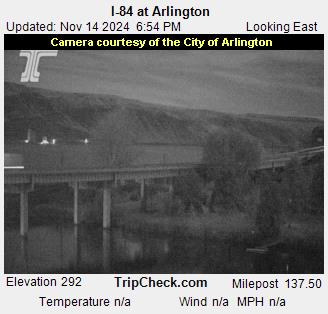 I-84 at Arlington
Updated: Nov 14 2024 6:54 PM Looking East
Camera courtesy of the City of Arlington
Elevation 292 TripCheck.com Milepost 137.50
Temperature n/a Wind n/a MPH n/a